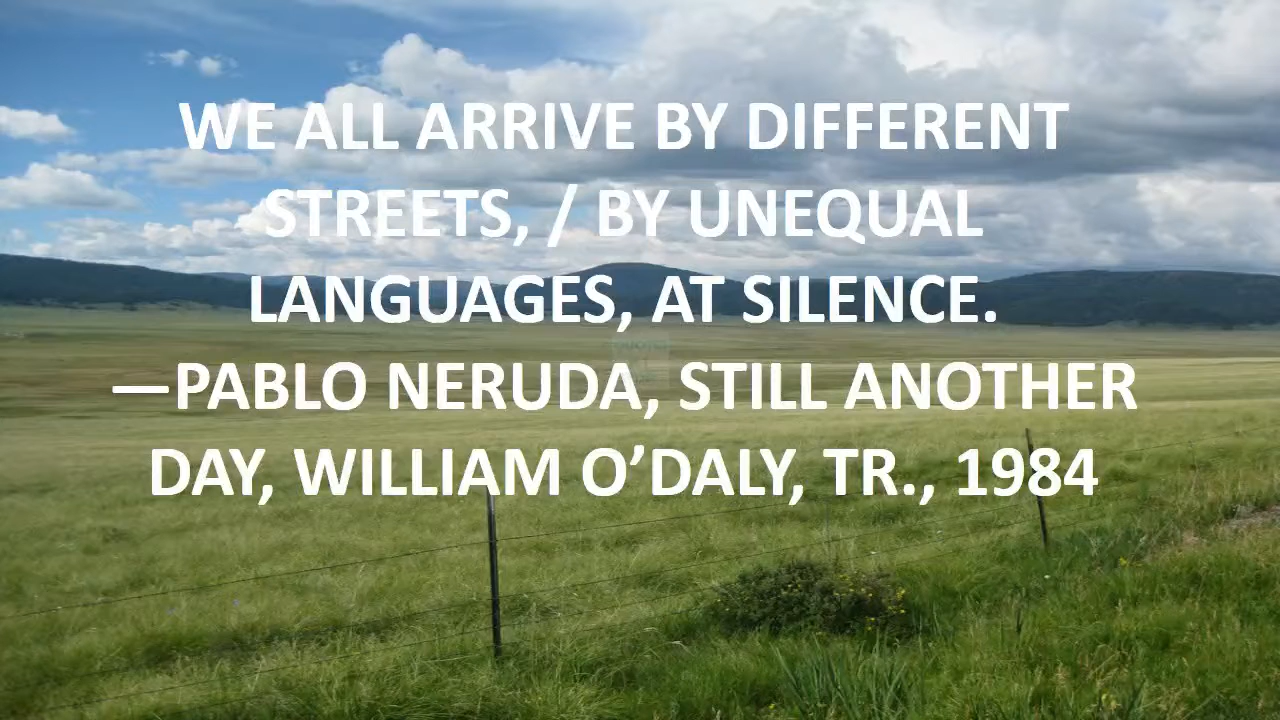 WE ALL ARRIVE BY DIFFERENT
STREETS, / BY UNEQUAL
LANGUAGES, AT SILENCE.
—PABLO NERUDA, STILL ANOTHER
DAY, WILLIAM O’DALY, TR., 1984